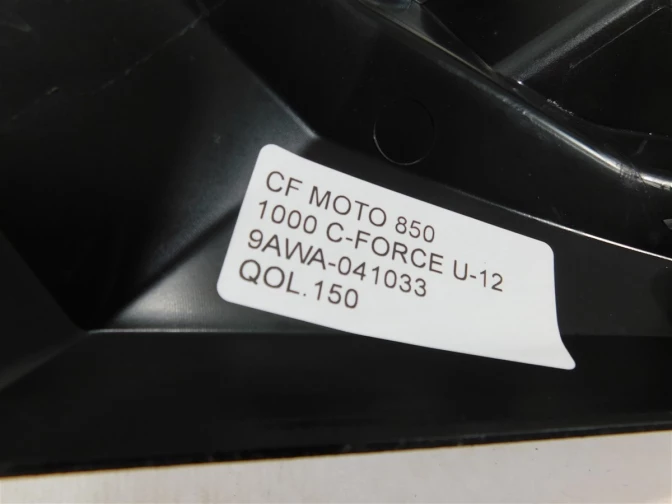 CF MOTO 850
1000 C-FORCE U-12
9AWA-041033
QOL.150